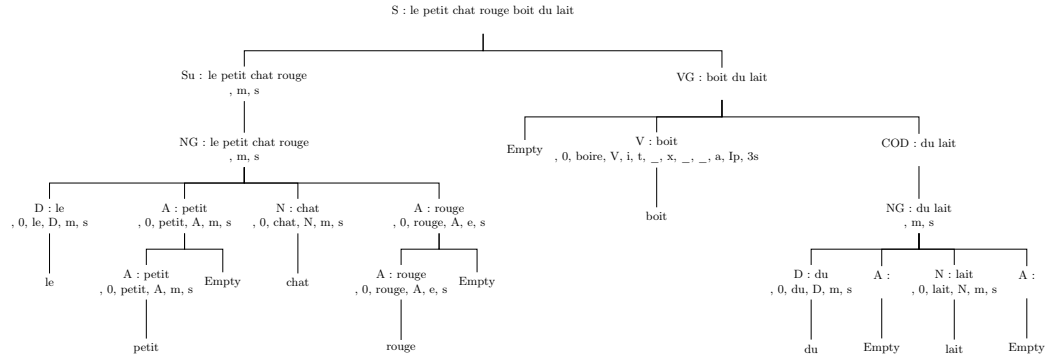 S : le petit chat rouge boit du lait
Su : le petit chat rouge
, m, s
VG : boit du lait
NG : le petit chat rouge
, m, s
Empty
V : boit
, 0, boire, V, i, t, _, x, _, _, a, Ip, 3s
COD : du lait
D : le
, 0, le, D, m, s
A : petit
, 0, petit, A, m, s
N : chat
, 0, chat, N, m, s
A : rouge
, 0, rouge, A, e, s
boit
NG : du lait
, m, s
le
A : petit
, 0, petit, A, m, s
Empty
chat
A : rouge
, 0, rouge, A, e, s
Empty
D : du
, 0, du, D, m, s
A :
N : lait
, 0, lait, N, m, s
A :
petit
rouge
du
Empty
lait
Empty